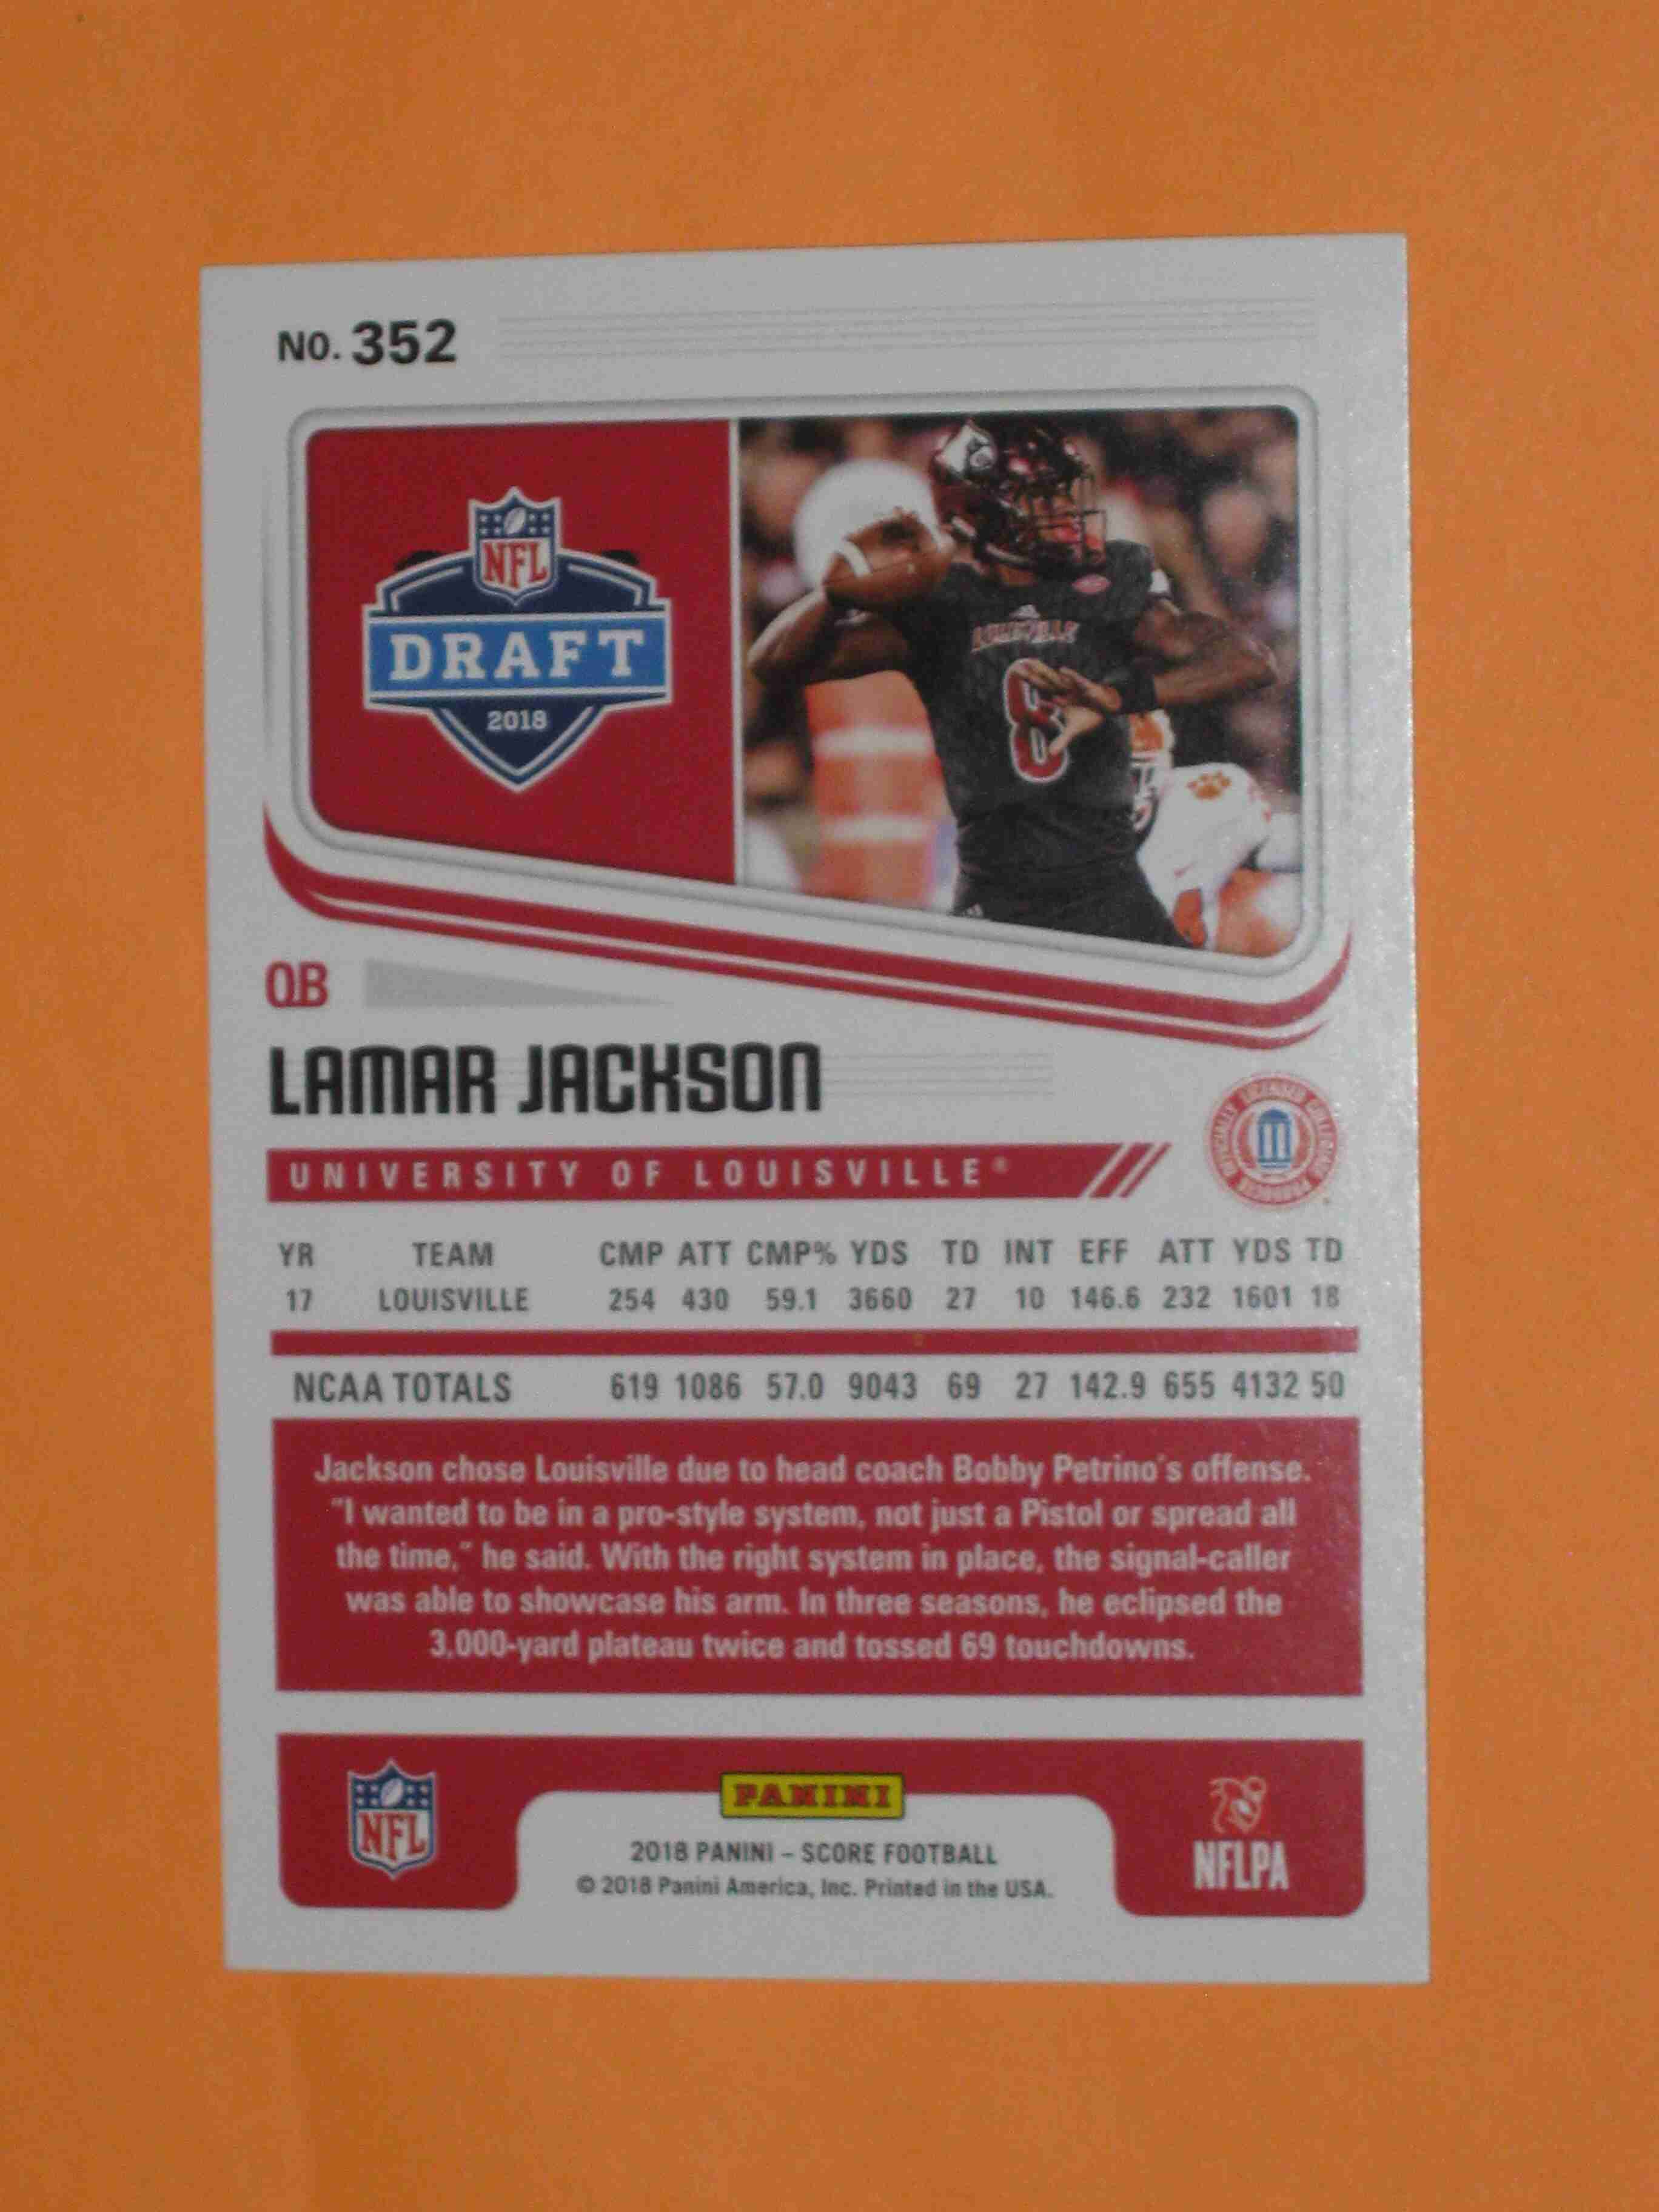 NO. 352
NFL
DRAFT
2018
LOUISVILLE
8
QB
LAMAR JACKSON
UNIVERSITY OF LOUISVILLE®
OFFICIALLY LICENSED COLLEGIATE PRODUCTS
YR TEAM CMP ATT CMP% YDS TD INT EFF ATT YDS TD
17 LOUISVILLE 254 430 59.1 3660 27 10 146.6 232 1601 18
NCAA TOTALS 619 1086 57.0 9043 69 27 142.9 655 4132 50
Jackson chose Louisville due to head coach Bobby Petrino's offense.
"I wanted to be in a pro-style system, not just a Pistol or spread all
the time," he said. With the right system in place, the signal-caller
was able to showcase his arm. In three seasons, he eclipsed the
3,000-yard plateau twice and tossed 69 touchdowns.
NFL
PANINI
2018 PANINI – SCORE FOOTBALL
© 2018 Panini America, Inc. Printed in the USA.
NFLPA